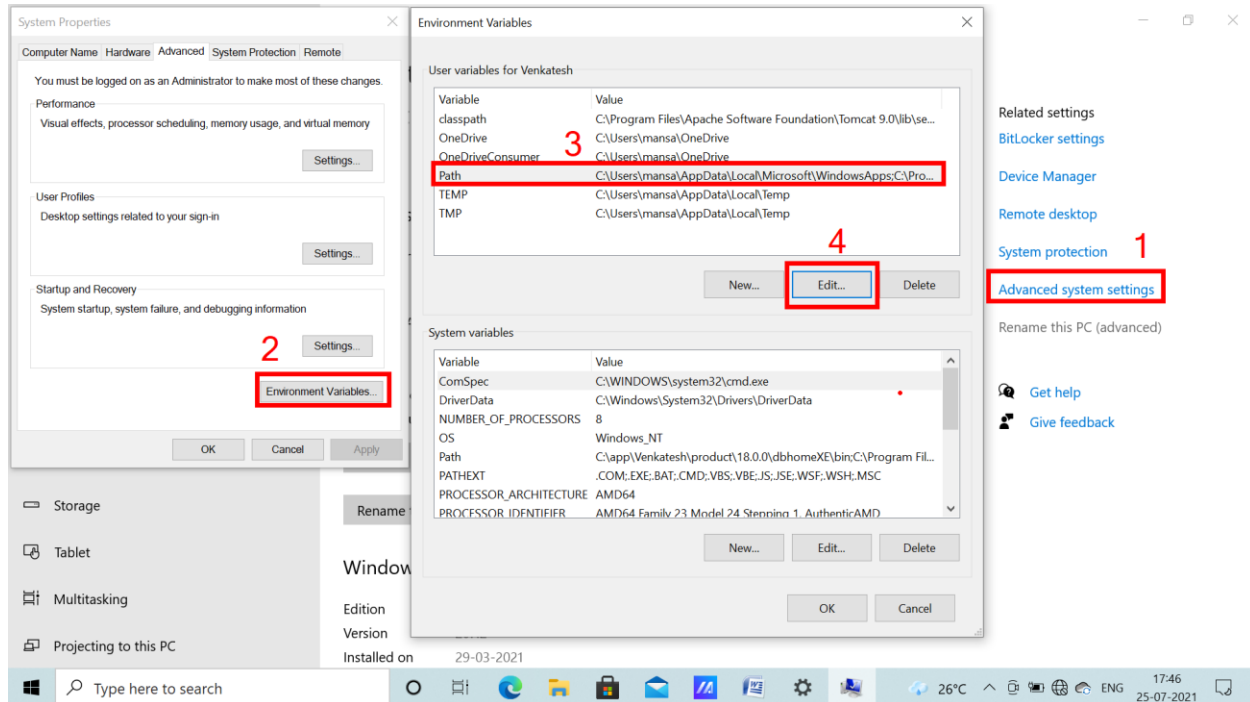 System Properties
Computer Name Hardware Advanced System Protection Remote
You must be logged on as an Administrator to make most of these changes.
Performance
Visual effects, processor scheduling, memory usage, and virtual memory
Settings...
User Profiles
Desktop settings related to your sign-in
Settings...
Startup and Recovery
System startup, system failure, and debugging information
2
Settings...
Environment Variables...
OK Cancel Apply
Environment Variables
User variables for Venkatesh
Variable Value
classpath C:\Program Files\Apache Software Foundation\Tomcat 9.0\lib\se...
OneDrive C:\Users\mansa\OneDrive
3
OneDriveConsumer C:\Users\mansa\OneDrive
Path C:\Users\mansa\AppData\Local\Microsoft\WindowsApps;C:\Pro...
TEMP C:\Users\mansa\AppData\Local\Temp
TMP C:\Users\mansa\AppData\Local\Temp
4
New... Edit... Delete
System variables
Variable Value
ComSpec C:\WINDOWS\system32\cmd.exe
DriverData C:\Windows\System32\Drivers\DriverData
NUMBER_OF_PROCESSORS 8
OS Windows_NT
Path C:\app\Venkatesh\product\18.0.0\dbhomeXE\bin;C:\Program Fil...
PATHEXT .COM;.EXE;.BAT;.CMD;.VBS;.VBE;.JS;.JSE;.WSF;.WSH;.MSC
PROCESSOR_ARCHITECTURE AMD64
PROCESSOR_IDENTIFIER AMD64 Family 23 Model 24 Stepping 1, AuthenticAMD
New... Edit... Delete
OK Cancel
Related settings
BitLocker settings
Device Manager
Remote desktop
System protection
1
Advanced system settings
Rename this PC (advanced)
Get help
Give feedback
Storage
Tablet
Multitasking
Projecting to this PC
Rename
Window
Edition
Version
Installed on 29-03-2021
Type here to search
26°C ENG 17:46
25-07-2021